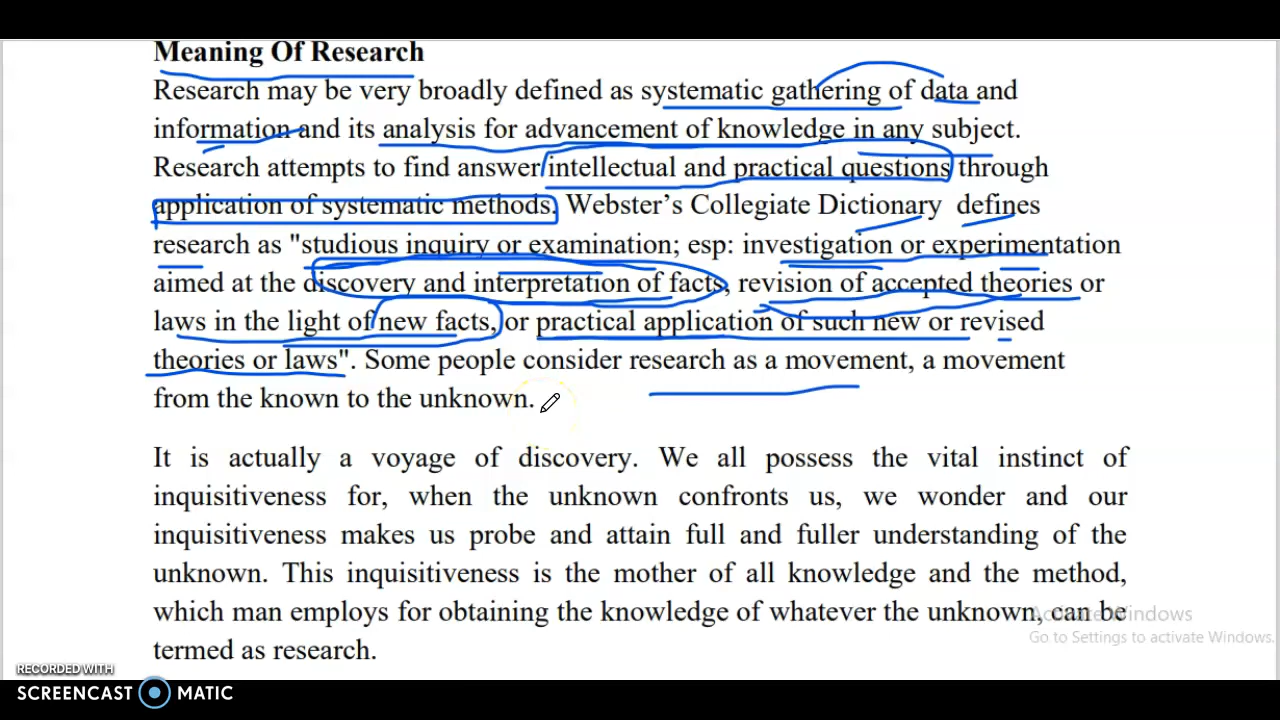 Meaning Of Research
Research may be very broadly defined as systematic gathering of data and
information and its analysis for advancement of knowledge in any subject.
Research attempts to find answer intellectual and practical questions through
application of systematic methods. Webster's Collegiate Dictionary defines
research as "studious inquiry or examination; esp: investigation or experimentation
aimed at the discovery and interpretation of facts, revision of accepted theories or
laws in the light of new facts, or practical application of such new or revised
theories or laws". Some people consider research as a movement, a movement
from the known to the unknown.
It is actually a voyage of discovery. We all possess the vital instinct of
inquisitiveness for, when the unknown confronts us, we wonder and our
inquisitiveness makes us probe and attain full and fuller understanding of the
unknown. This inquisitiveness is the mother of all knowledge and the method,
which man employs for obtaining the knowledge of whatever the unknown, can be
termed as research.
Activate Windows
Go to Settings to activate Windows.
RECORDED WITH
SCREENCAST MATIC